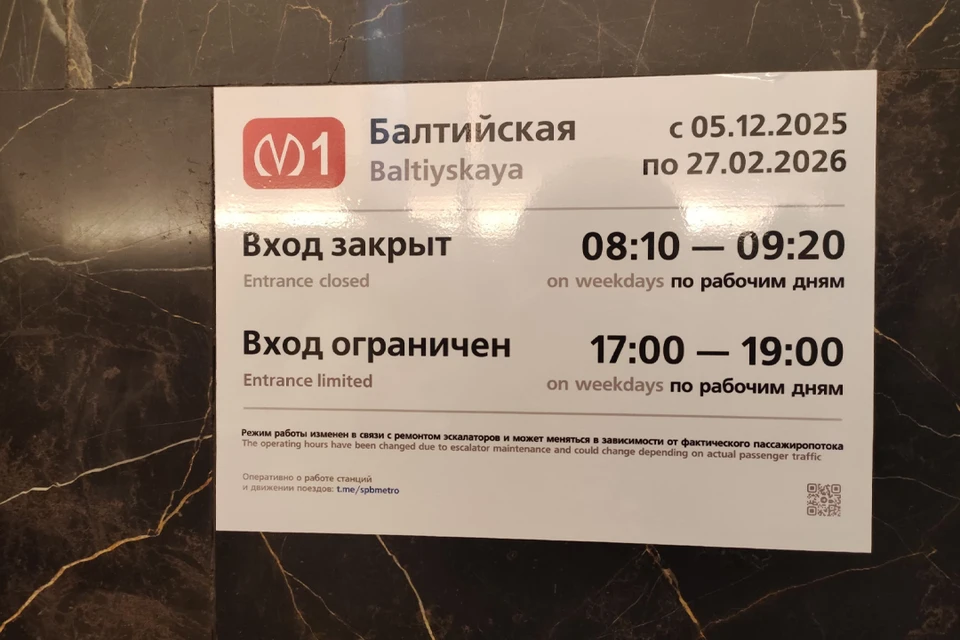 М 1 Балтийская с 05.12.2025
Baltiyskaya по 27.02.2026
Вход закрыт 08:10 — 09:20
Entrance closed on weekdays по рабочим дням
Вход ограничен 17:00 — 19:00
Entrance limited on weekdays по рабочим дням
Режим работы изменен в связи с ремонтом эскалаторов и может меняться в зависимости от фактического пассажиропотока
The operating hours have been changed due to escalator maintenance and could change depending on actual passenger traffic
Оперативно о работе станций
и движении поездов: t.me/spbmetro